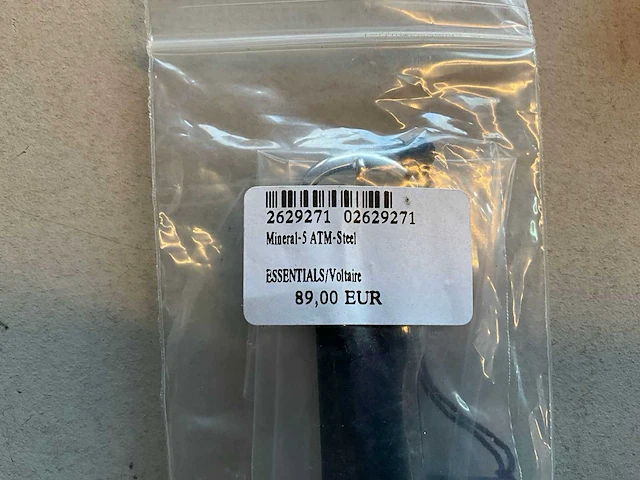 2629271 02629271
Mineral-5 ATM-Steel
ESSENTIALS/Voltaire
89,00 EUR